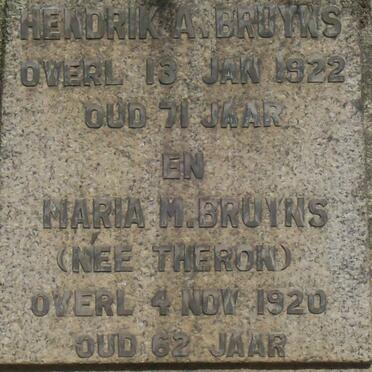 HENDRIK A. BRUYNS
OVERL 13 JAN 1922
OUD 71 JAAR
EN
MARIA M. BRUYNS
(NEE THERON)
OVERL 4 NOV 1920
OUD 62 JAAR